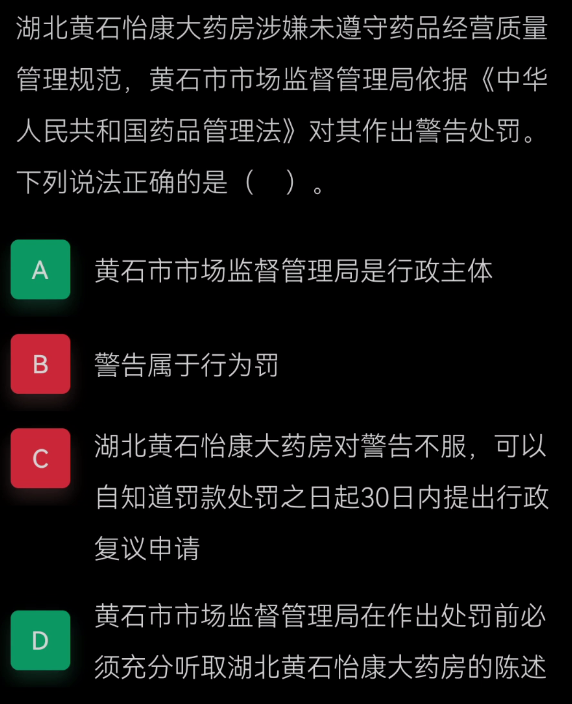 湖北黄石怡康大药房涉嫌未遵守药品经营质量
管理规范，黄石市市场监督管理局依据《中华
人民共和国药品管理法》对其作出警告处罚。
下列说法正确的是（　）。
A 黄石市市场监督管理局是行政主体
B 警告属于行为罚
C 湖北黄石怡康大药房对警告不服，可以
自知道罚款处罚之日起30日内提出行政
复议申请
D 黄石市市场监督管理局在作出处罚前必
须充分听取湖北黄石怡康大药房的陈述